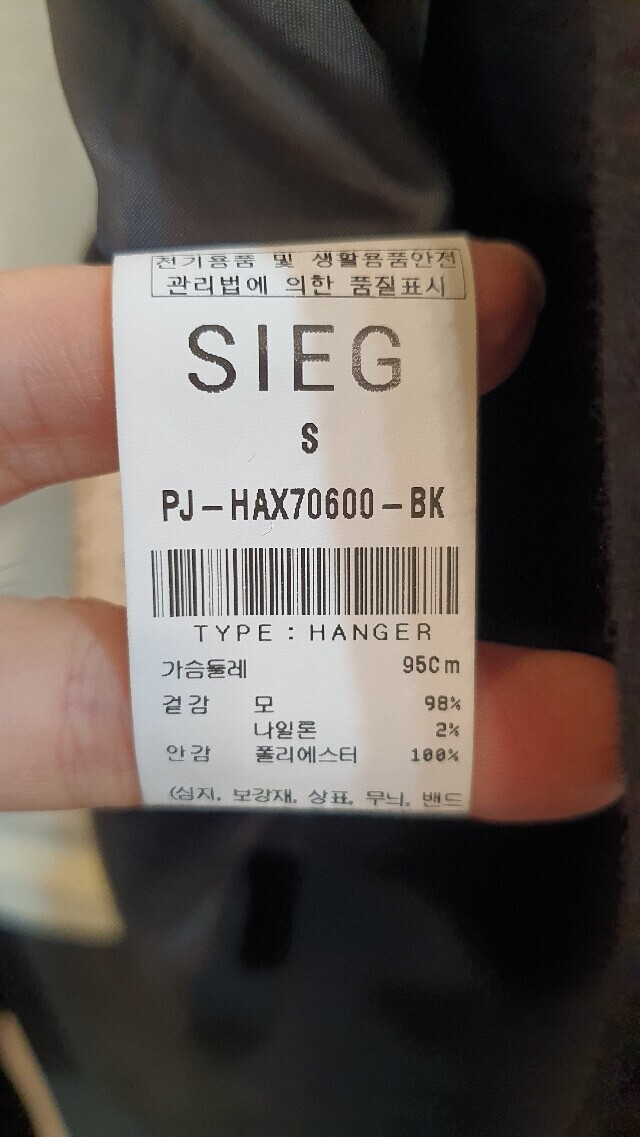 전기용품 및 생활용품안전
관리법에 의한 품질표시
SIEG
S
PJ-HAX70600-BK
TYPE : HANGER
가슴둘레 95Cm
겉감 모 98%
나일론 2%
안감 폴리에스터 100%
(심지, 보강재, 상표, 무늬, 밴드